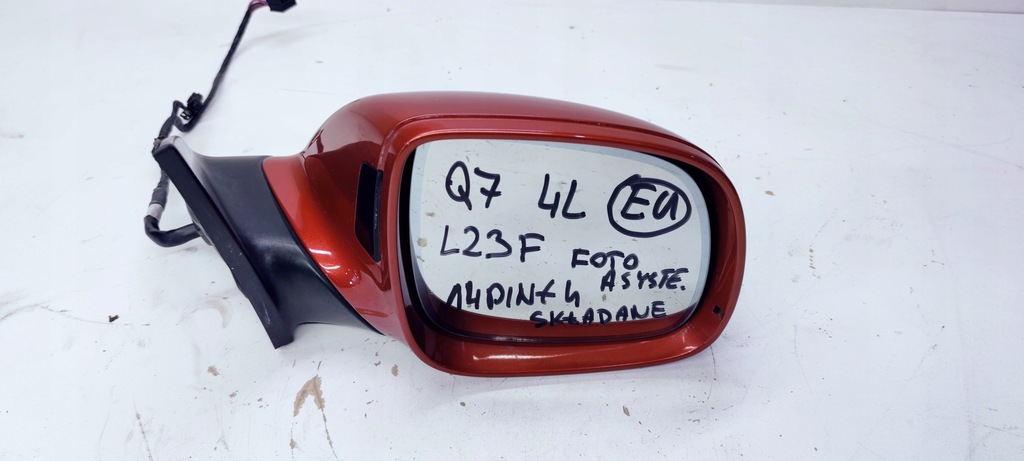 Q7 4L EU
L23F FOTO
ASYSTE.
14PIN+4
SKŁADANE